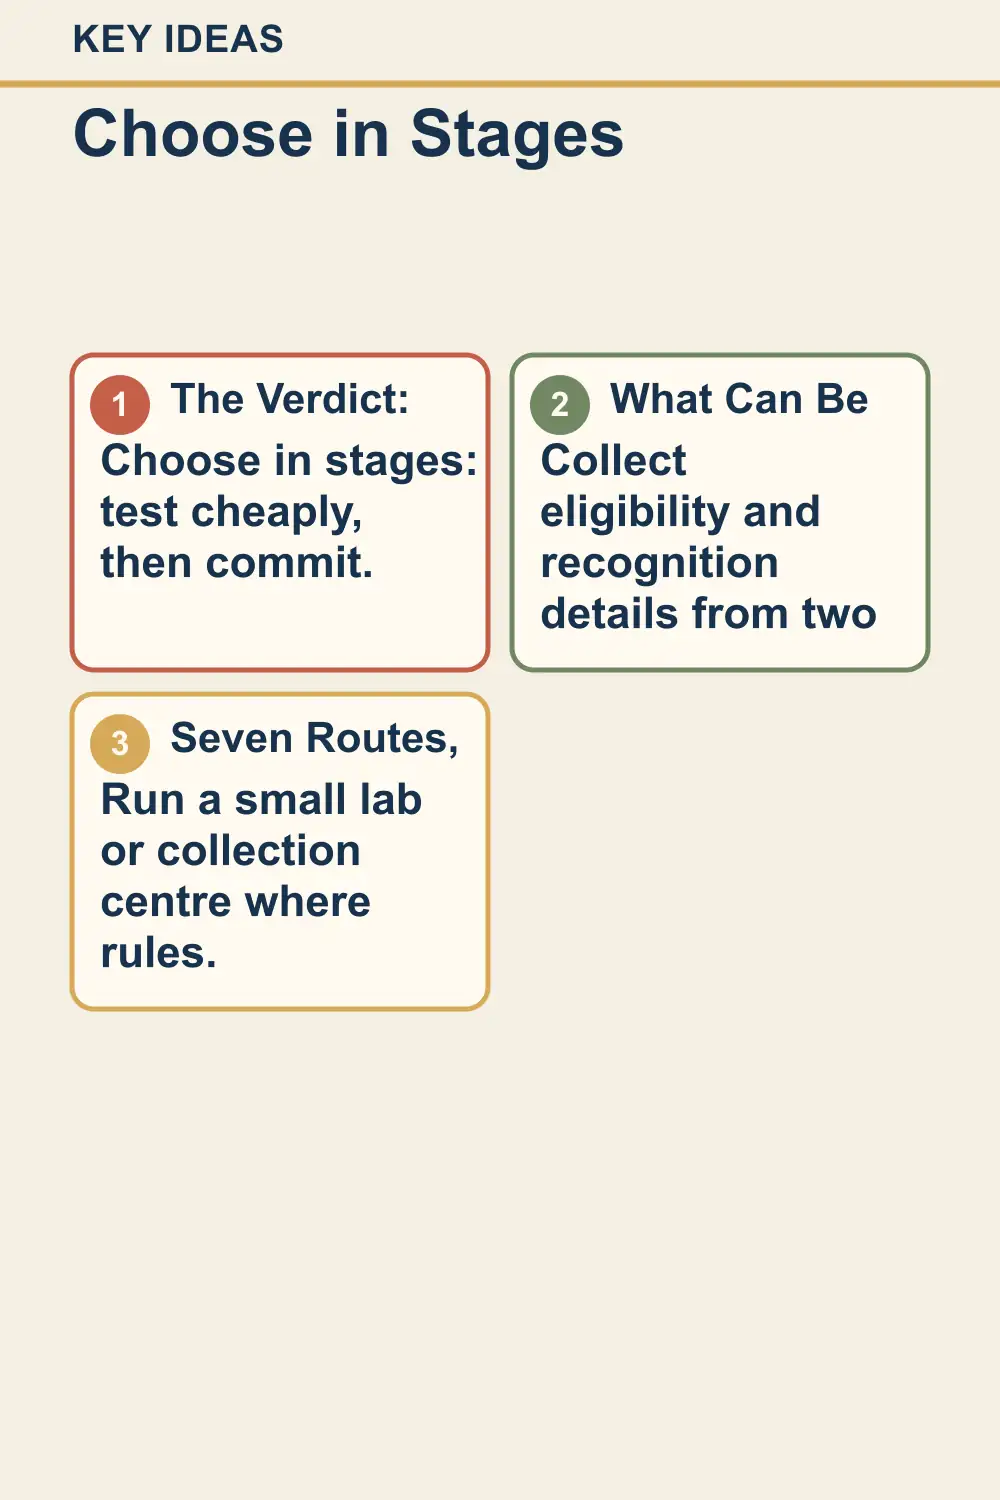 KEY IDEAS
Choose in Stages
1 The Verdict:
Choose in stages:
test cheaply,
then commit.
2 What Can Be
Collect
eligibility and
recognition
details from two
3 Seven Routes,
Run a small lab
or collection
centre where
rules.